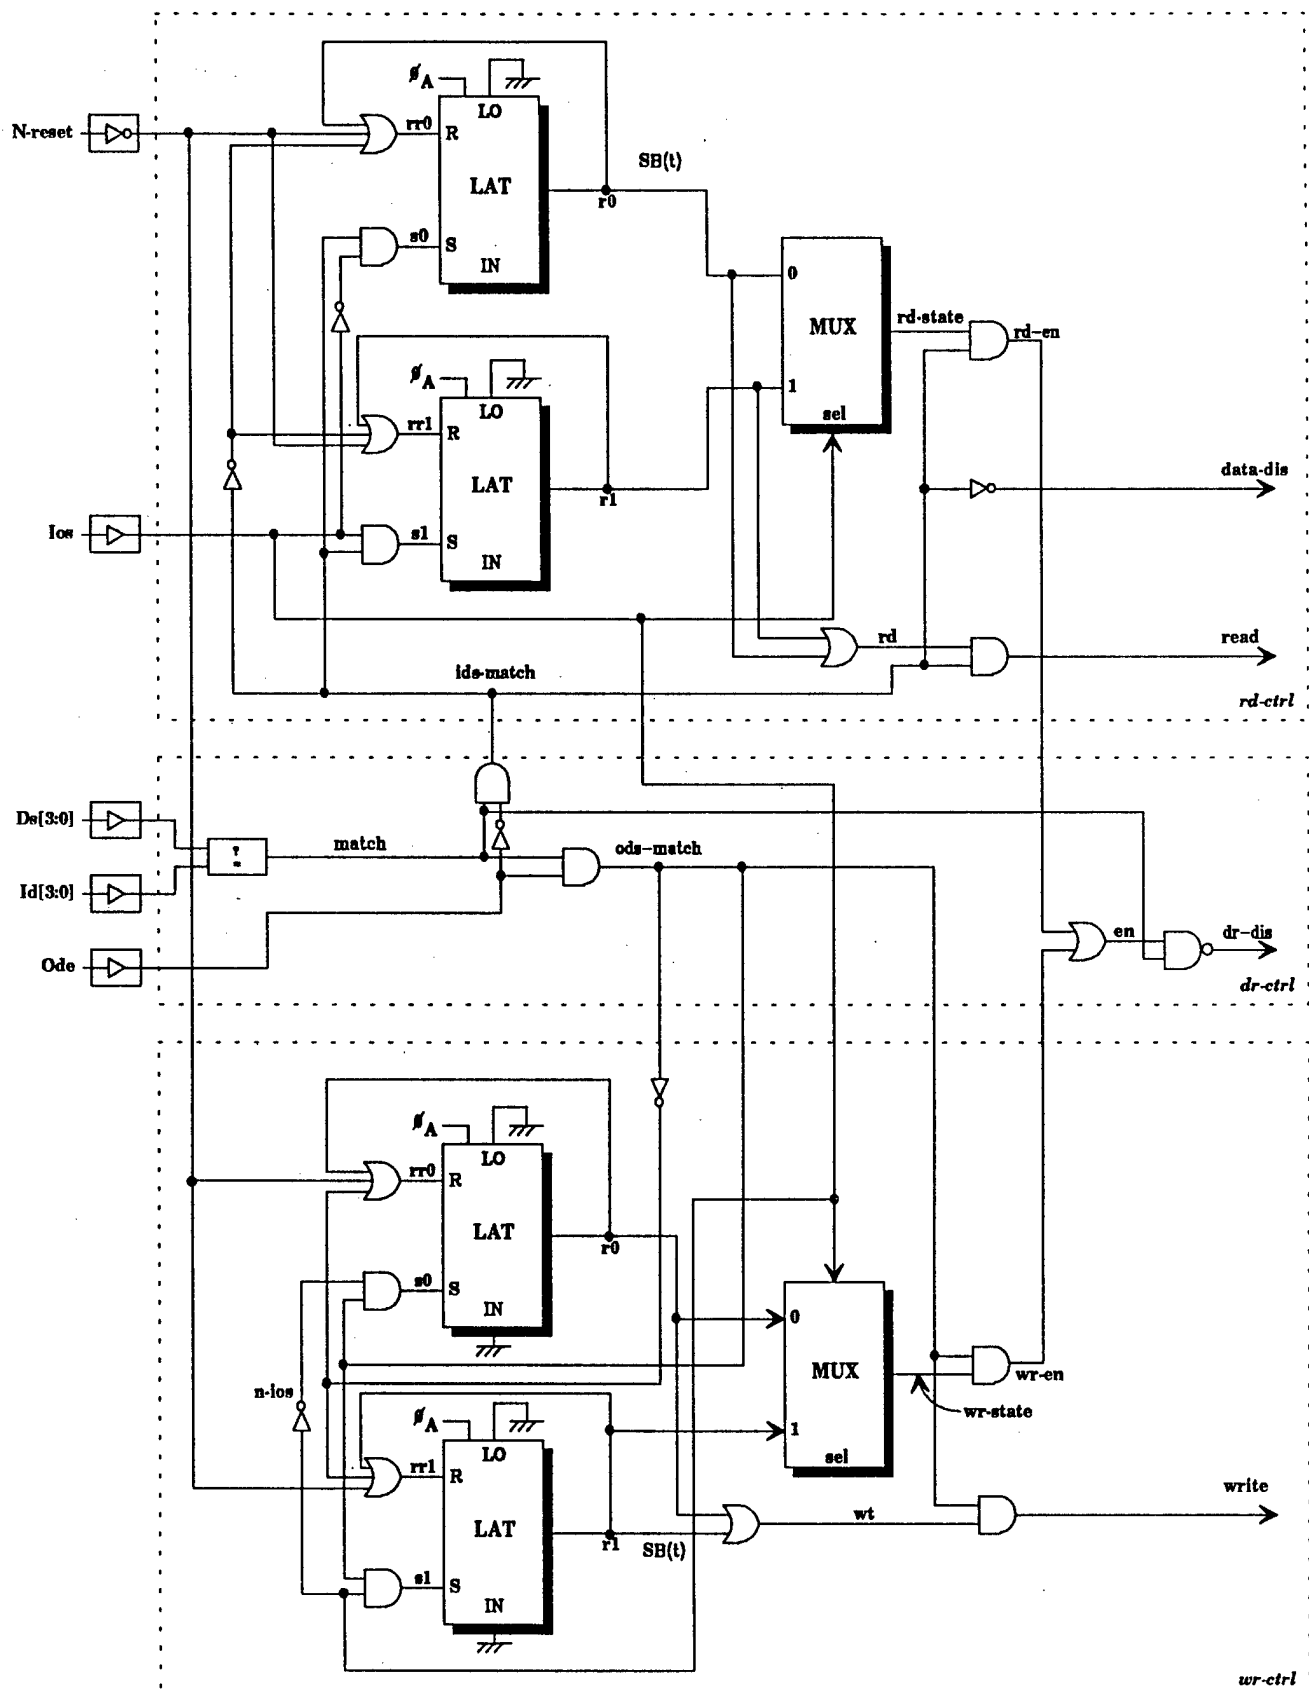 ø A
LO
N-reset
rr0
R
SB(t)
LAT
r0
s0
S
IN
0
MUX
rd-state
rd-en
ø A
LO
1
sel
rr1
R
LAT
r1
data-dis
Ios
s1
S
IN
rd
read
ids-match
rd-ctrl
Ds[3:0]
?
=
match
ods-match
Id[3:0]
en
dr-dis
Ode
dr-ctrl
ø A
LO
rr0
R
LAT
r0
s0
S
IN
0
MUX
wr-en
n-ios
wr-state
ø A
LO
1
sel
rr1
R
LAT
wt
write
r1
SB(t)
s1
S
IN
wr-ctrl